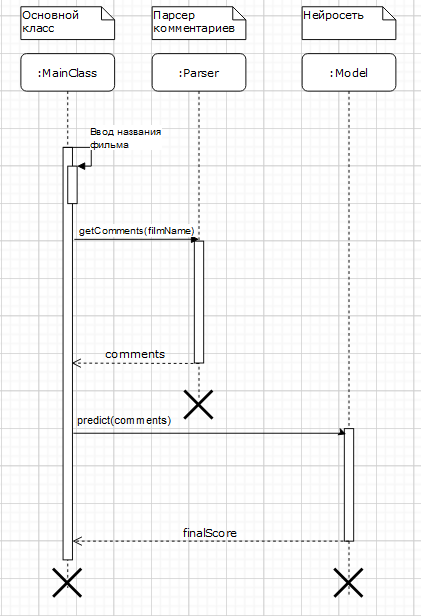 Основной
класс
Парсер
комментариев
Нейросеть
:MainClass
:Parser
:Model
Ввод названия
фильма
getComments(filmName)
comments
predict(comments)
finalScore